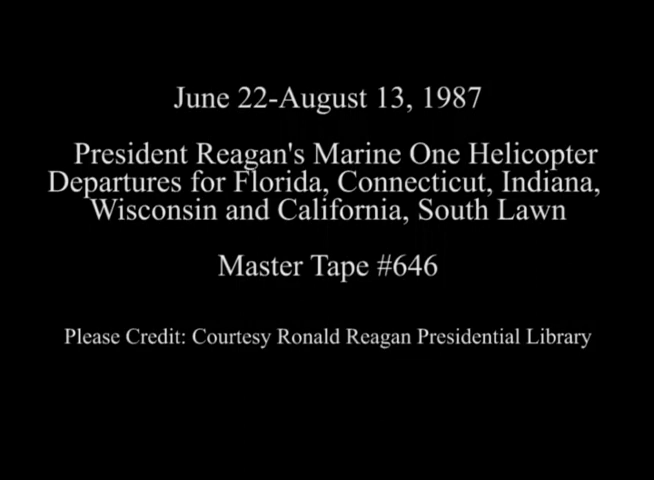 June 22-August 13, 1987
President Reagan's Marine One Helicopter
Departures for Florida, Connecticut, Indiana,
Wisconsin and California, South Lawn
Master Tape #646
Please Credit: Courtesy Ronald Reagan Presidential Library